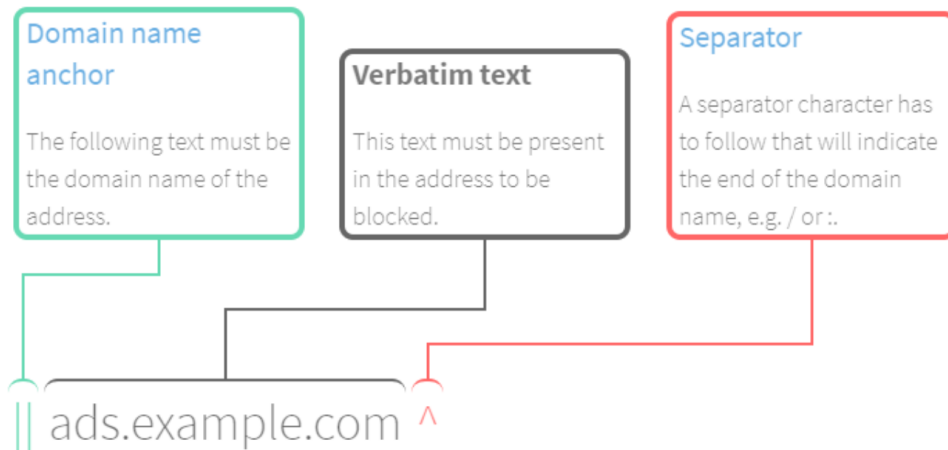 Domain name
anchor
The following text must be
the domain name of the
address.
Verbatim text
This text must be present
in the address to be
blocked.
Separator
A separator character has
to follow that will indicate
the end of the domain
name, e.g. / or :.
|| ads.example.com ^